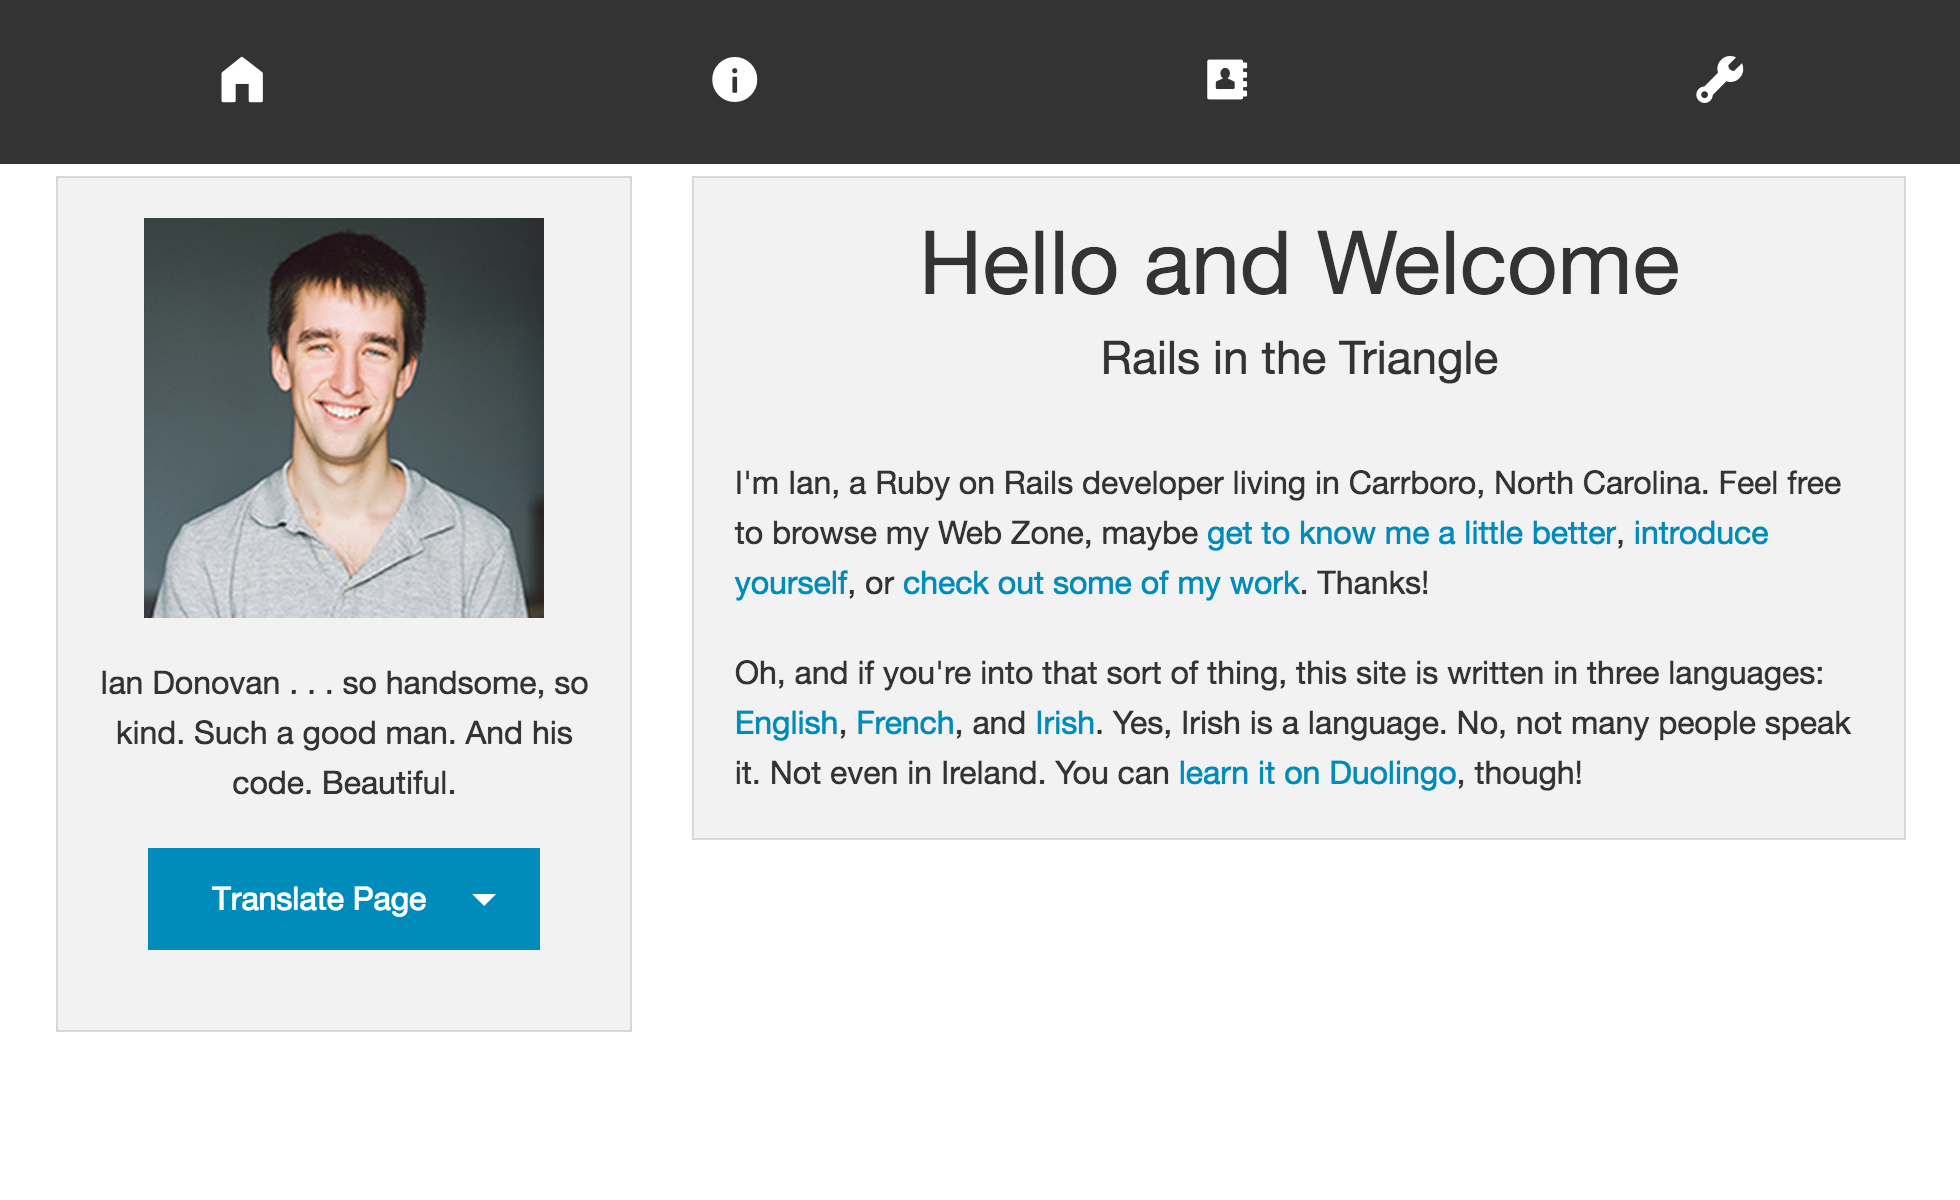 Hello and Welcome
Rails in the Triangle
I'm Ian, a Ruby on Rails developer living in Carrboro, North Carolina. Feel free
to browse my Web Zone, maybe get to know me a little better, introduce
yourself, or check out some of my work. Thanks!
Oh, and if you're into that sort of thing, this site is written in three languages:
English, French, and Irish. Yes, Irish is a language. No, not many people speak
it. Not even in Ireland. You can learn it on Duolingo, though!
Ian Donovan . . . so handsome, so
kind. Such a good man. And his
code. Beautiful.
Translate Page